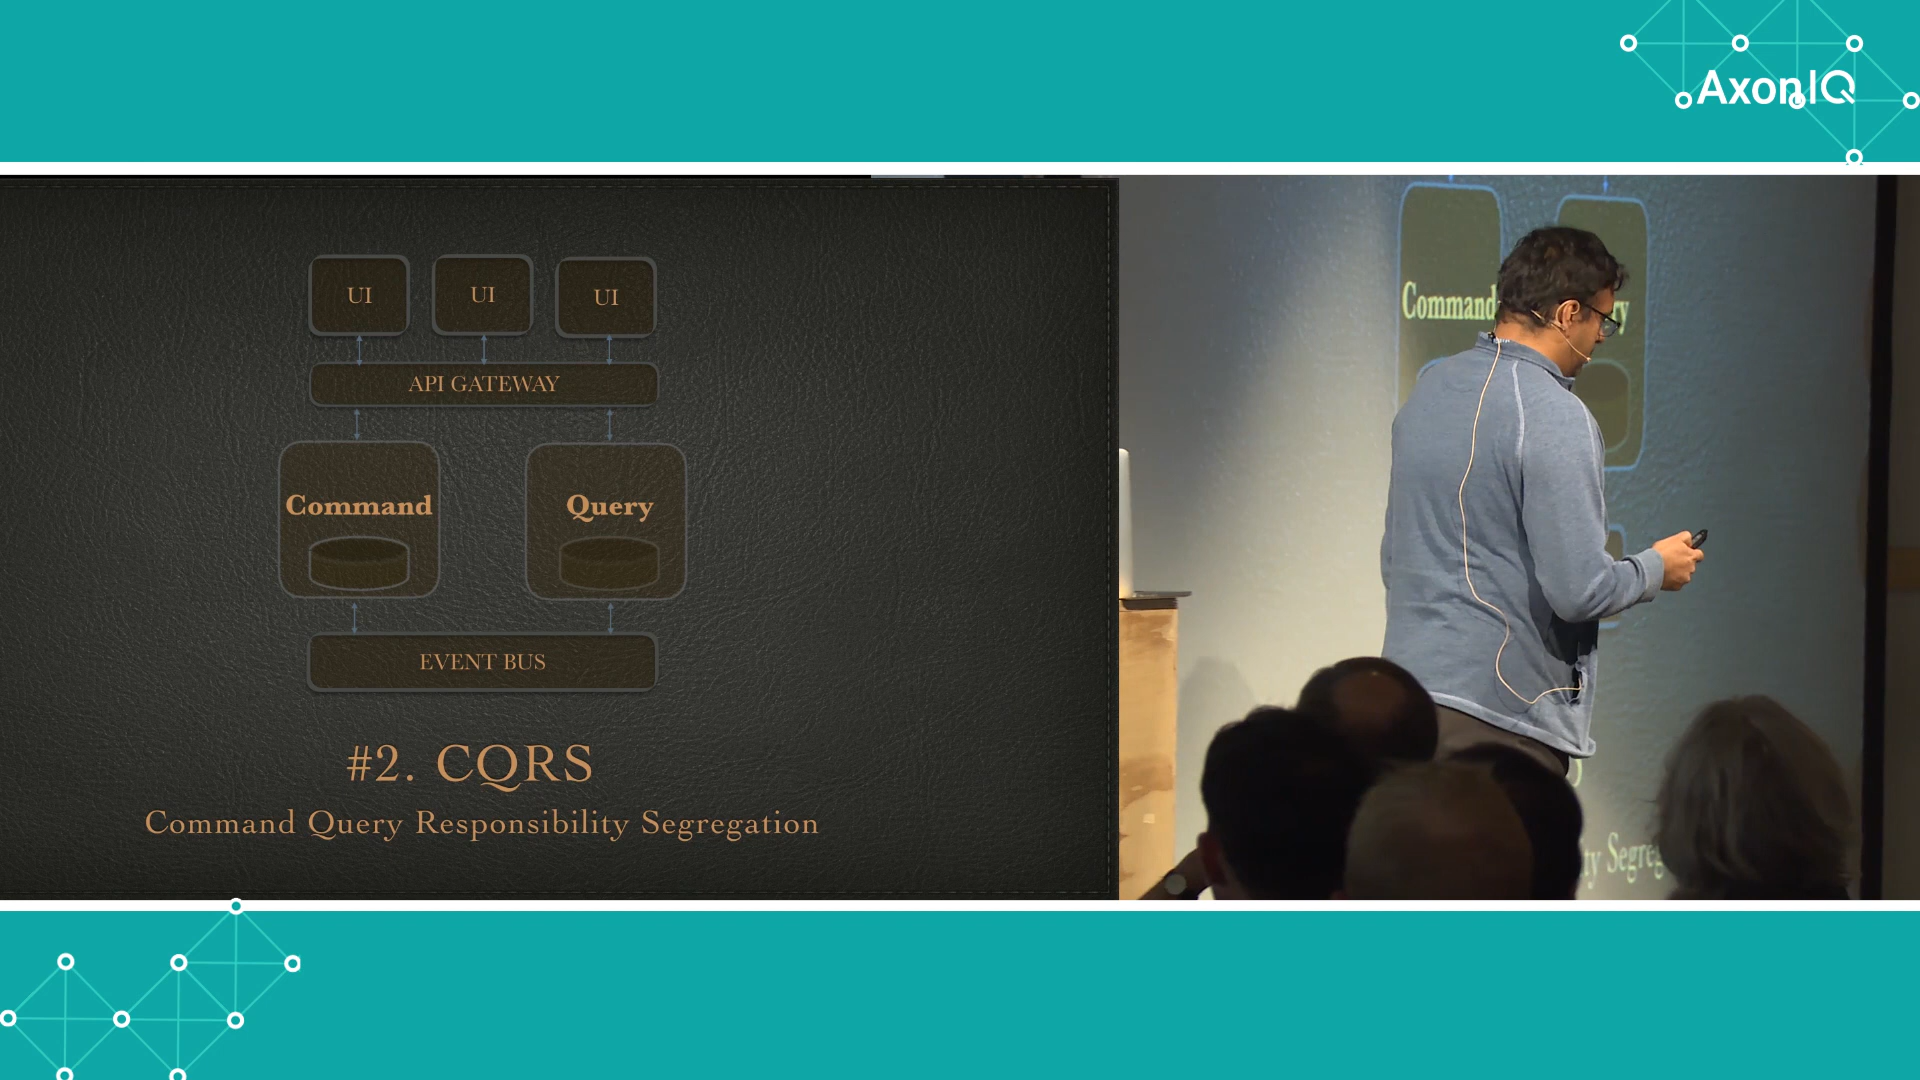 AxonIQ
UI UI UI
API GATEWAY
Command Query
EVENT BUS
#2. CQRS
Command Query Responsibility Segregation
Command